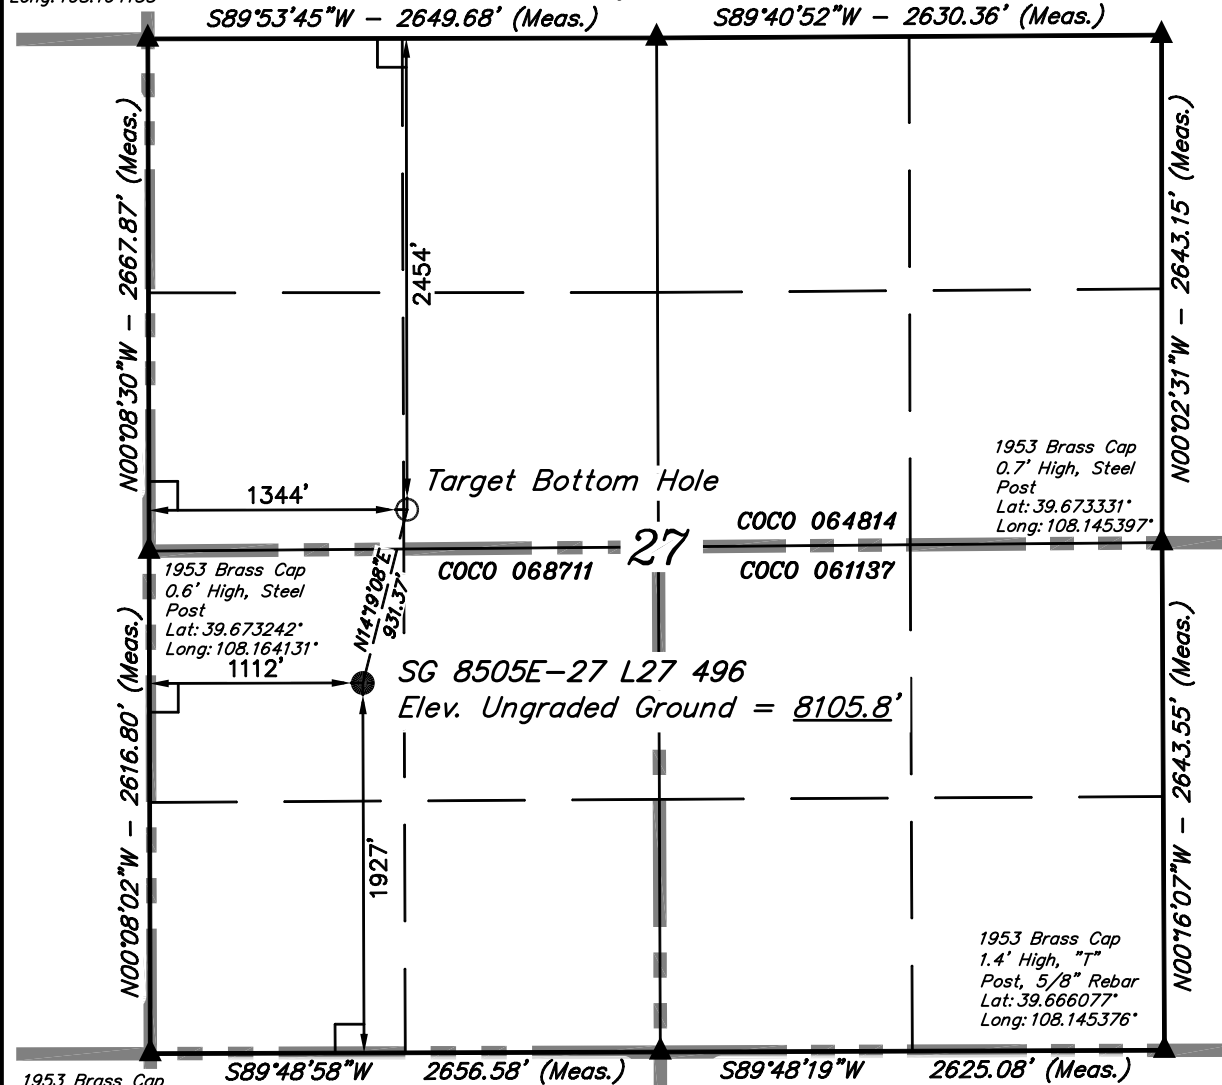 S89°53'45"W - 2649.68' (Meas.)
S89°40'52"W - 2630.36' (Meas.)
N00°08'30"W - 2667.87' (Meas.)
2454'
N00°02'31"W - 2643.15' (Meas.)
Target Bottom Hole
1344'
1953 Brass Cap
0.7' High, Steel
Post
Lat: 39.673331°
Long: 108.145397°
COCO 064814
27
COCO 068711
COCO 061137
1953 Brass Cap
0.6' High, Steel
Post
Lat: 39.673242°
Long: 108.164131°
N14°19'08"E
931.37'
1112'
SG 8505E-27 L27 496
Elev. Ungraded Ground = 8105.8'
N00°08'02"W - 2616.80' (Meas.)
1927'
N00°16'07"W - 2643.55' (Meas.)
1953 Brass Cap
1.4' High, "T"
Post, 5/8" Rebar
Lat: 39.666077°
Long: 108.145376°
S89°48'58"W
2656.58' (Meas.)
S89°48'19"W
2625.08' (Meas.)
1953 Brass Cap